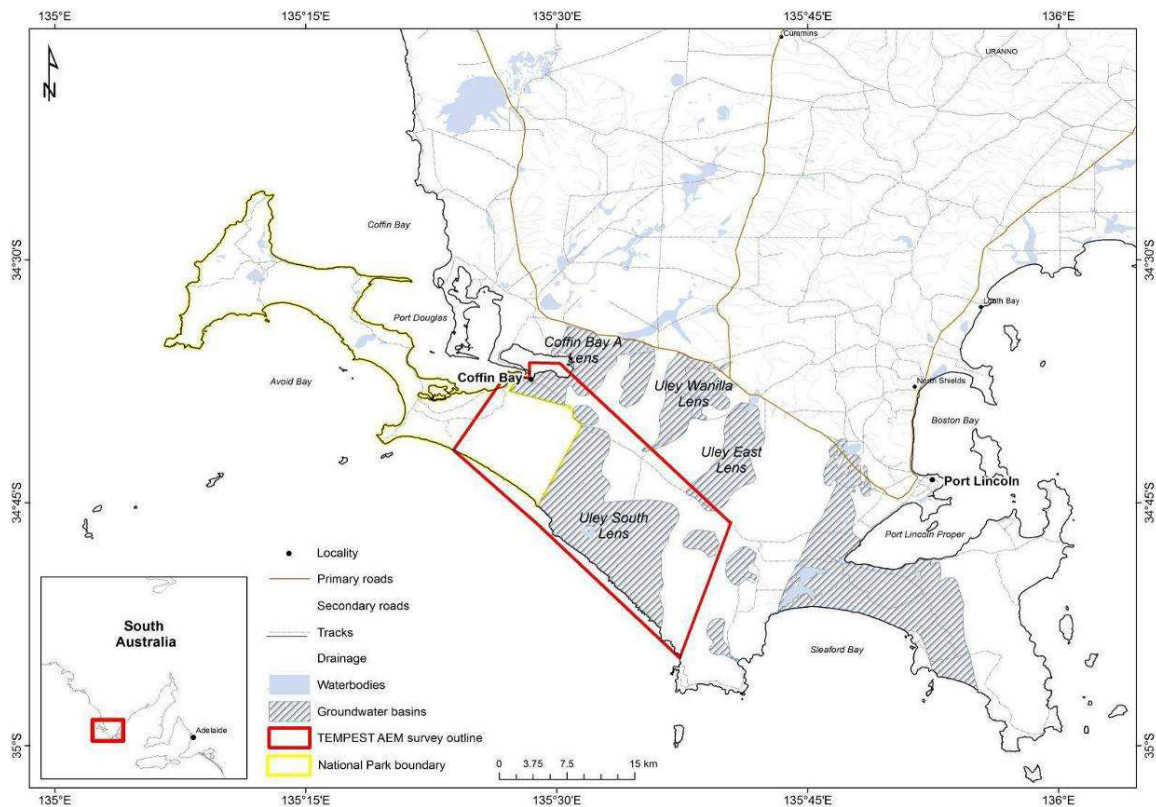 135°E
135°15'E
135°30'E
135°45'E
136°E
Cummins
URANNO
N
Coffin Bay
34°30'S
34°30'S
Louth Bay
Port Douglas
Coffin Bay A
Lens
Coffin Bay
Avoid Bay
Uley Wanilla
Lens
North Shields
Boston Bay
Uley East
Lens
Port Lincoln
34°45'S
34°45'S
Uley South
Lens
Port Lincoln Proper
Locality
Primary roads
Secondary roads
Tracks
Drainage
Waterbodies
Groundwater basins
TEMPEST AEM survey outline
National Park boundary
South
Australia
Adelaide
Sleaford Bay
35°S
35°S
0 3.75 7.5 15 km
135°E
135°15'E
135°30'E
135°45'E
136°E